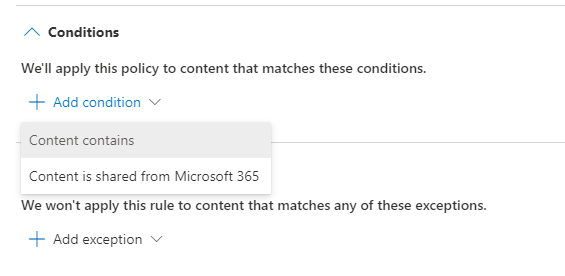 Conditions
We'll apply this policy to content that matches these conditions.
+ Add condition
Content contains
Content is shared from Microsoft 365
We won't apply this rule to content that matches any of these exceptions.
+ Add exception